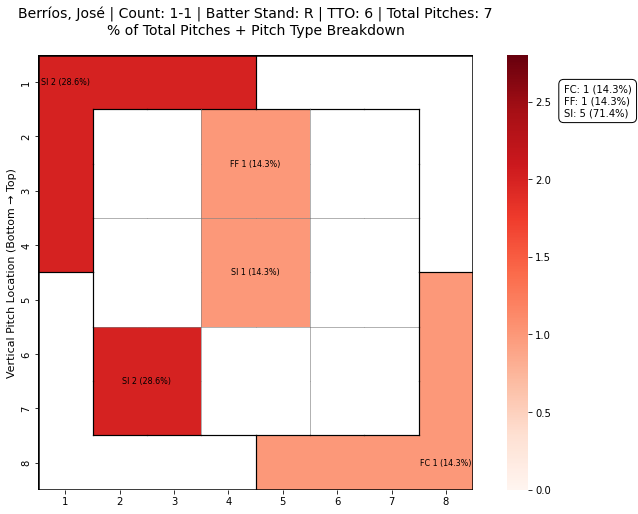 Berríos, José | Count: 1-1 | Batter Stand: R | TTO: 6 | Total Pitches: 7
% of Total Pitches + Pitch Type Breakdown
Vertical Pitch Location (Bottom → Top)
1
2
3
4
5
6
7
8
SI 2 (28.6%)
FF 1 (14.3%)
SI 1 (14.3%)
SI 2 (28.6%)
FC 1 (14.3%)
1 2 3 4 5 6 7 8
2.5
2.0
1.5
1.0
0.5
0.0
FC: 1 (14.3%)
FF: 1 (14.3%)
SI: 5 (71.4%)